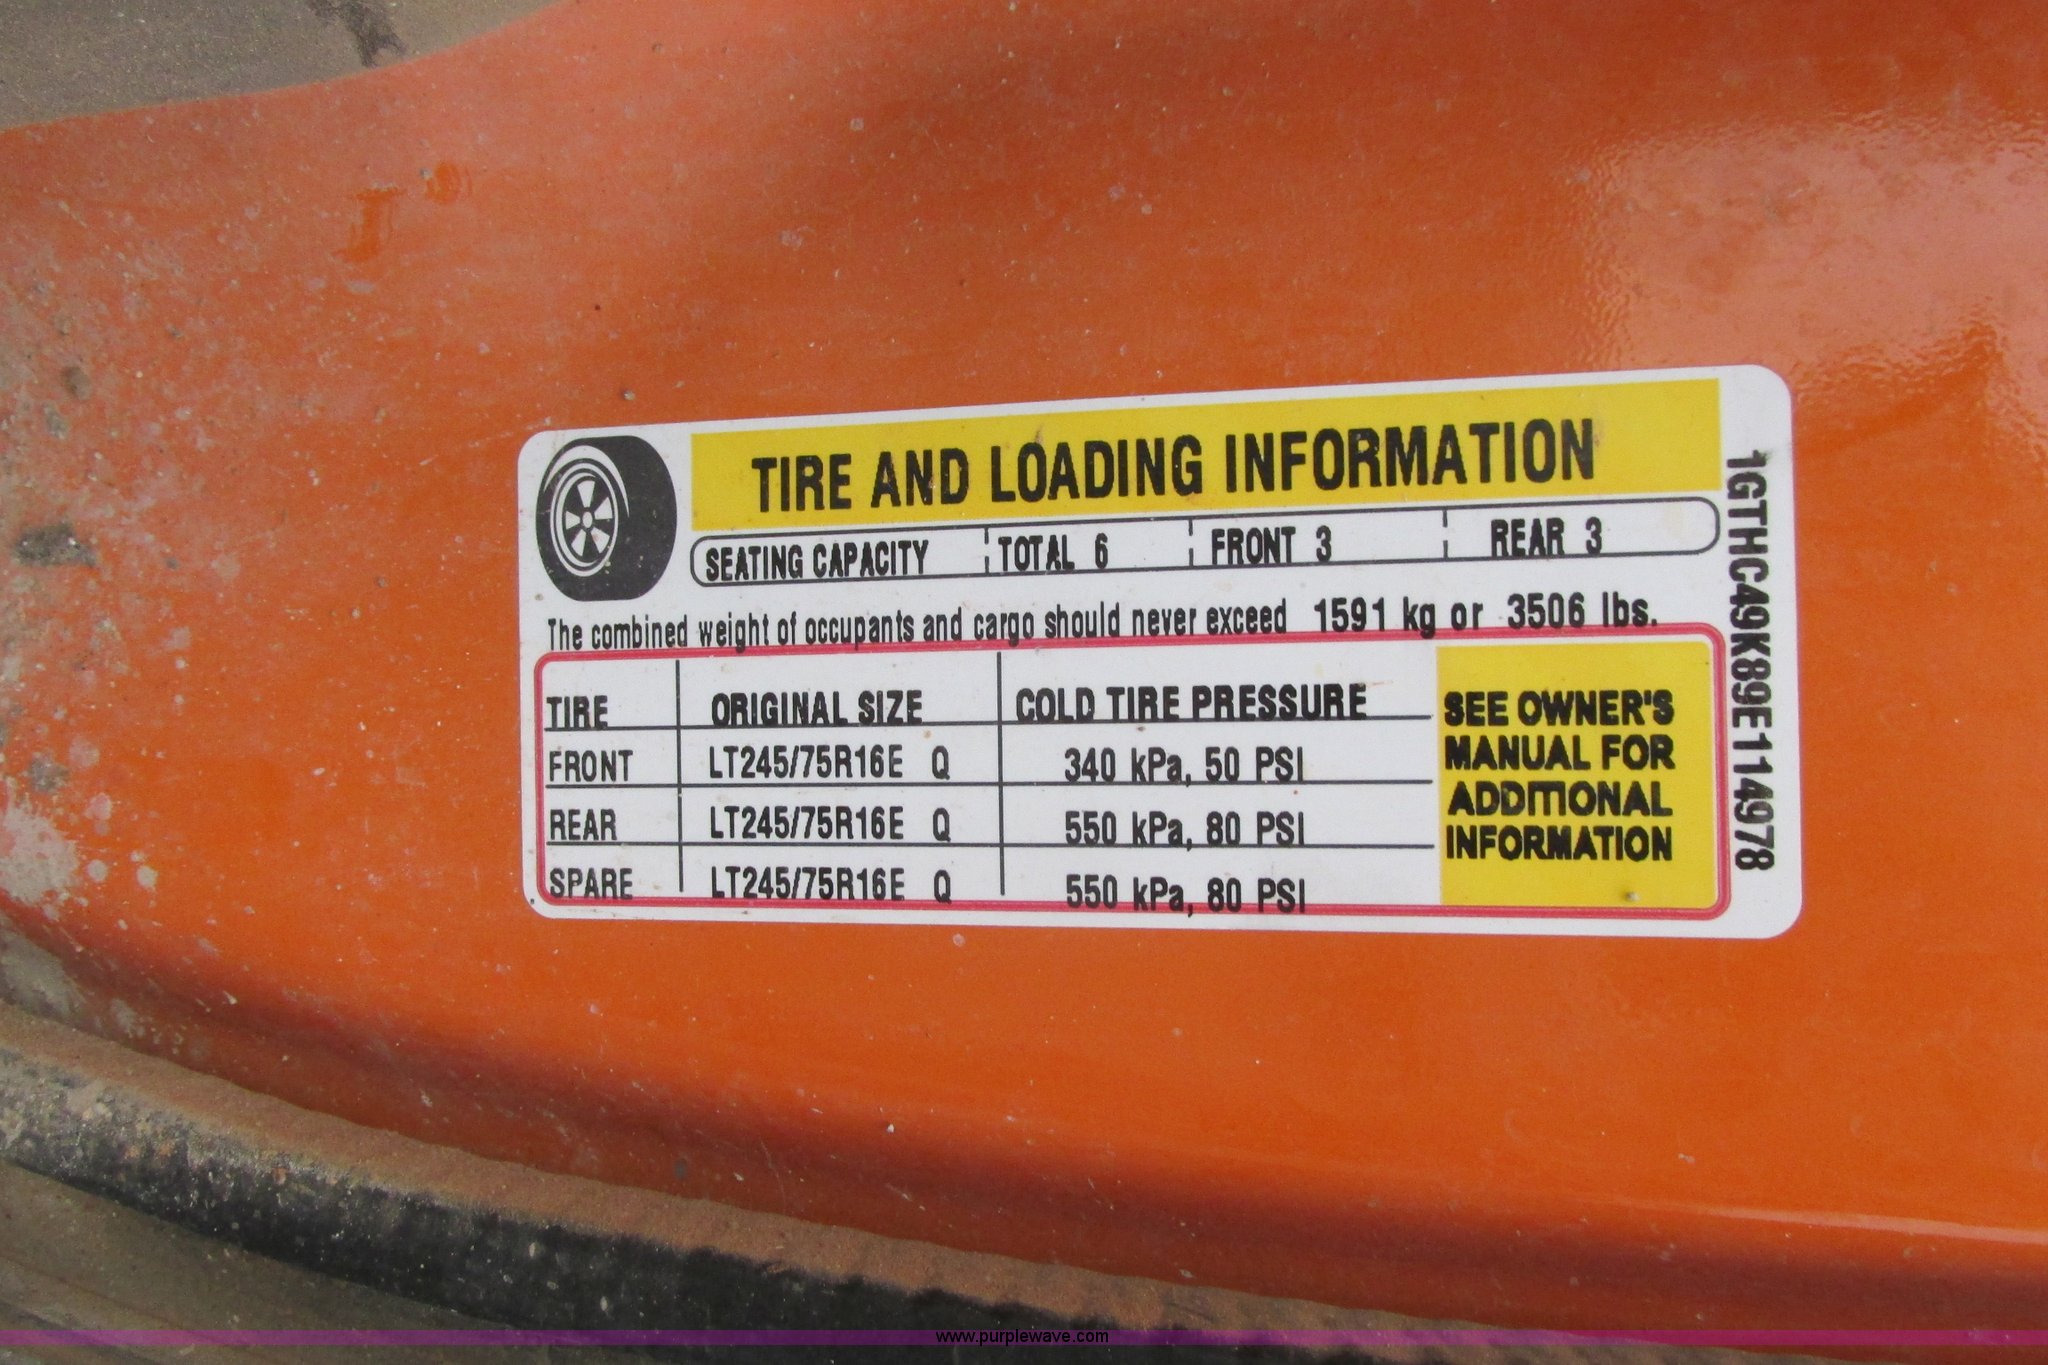 TIRE AND LOADING INFORMATION
SEATING CAPACITY TOTAL 6 FRONT 3 REAR 3
The combined weight of occupants and cargo should never exceed 1591 kg or 3506 lbs.
TIRE ORIGINAL SIZE COLD TIRE PRESSURE
FRONT LT245/75R16E Q 340 kPa, 50 PSI
REAR LT245/75R16E Q 550 kPa, 80 PSI
SPARE LT245/75R16E Q 550 kPa, 80 PSI
SEE OWNER'S
MANUAL FOR
ADDITIONAL
INFORMATION
1GTHC49K89E114978
www.purplewave.com